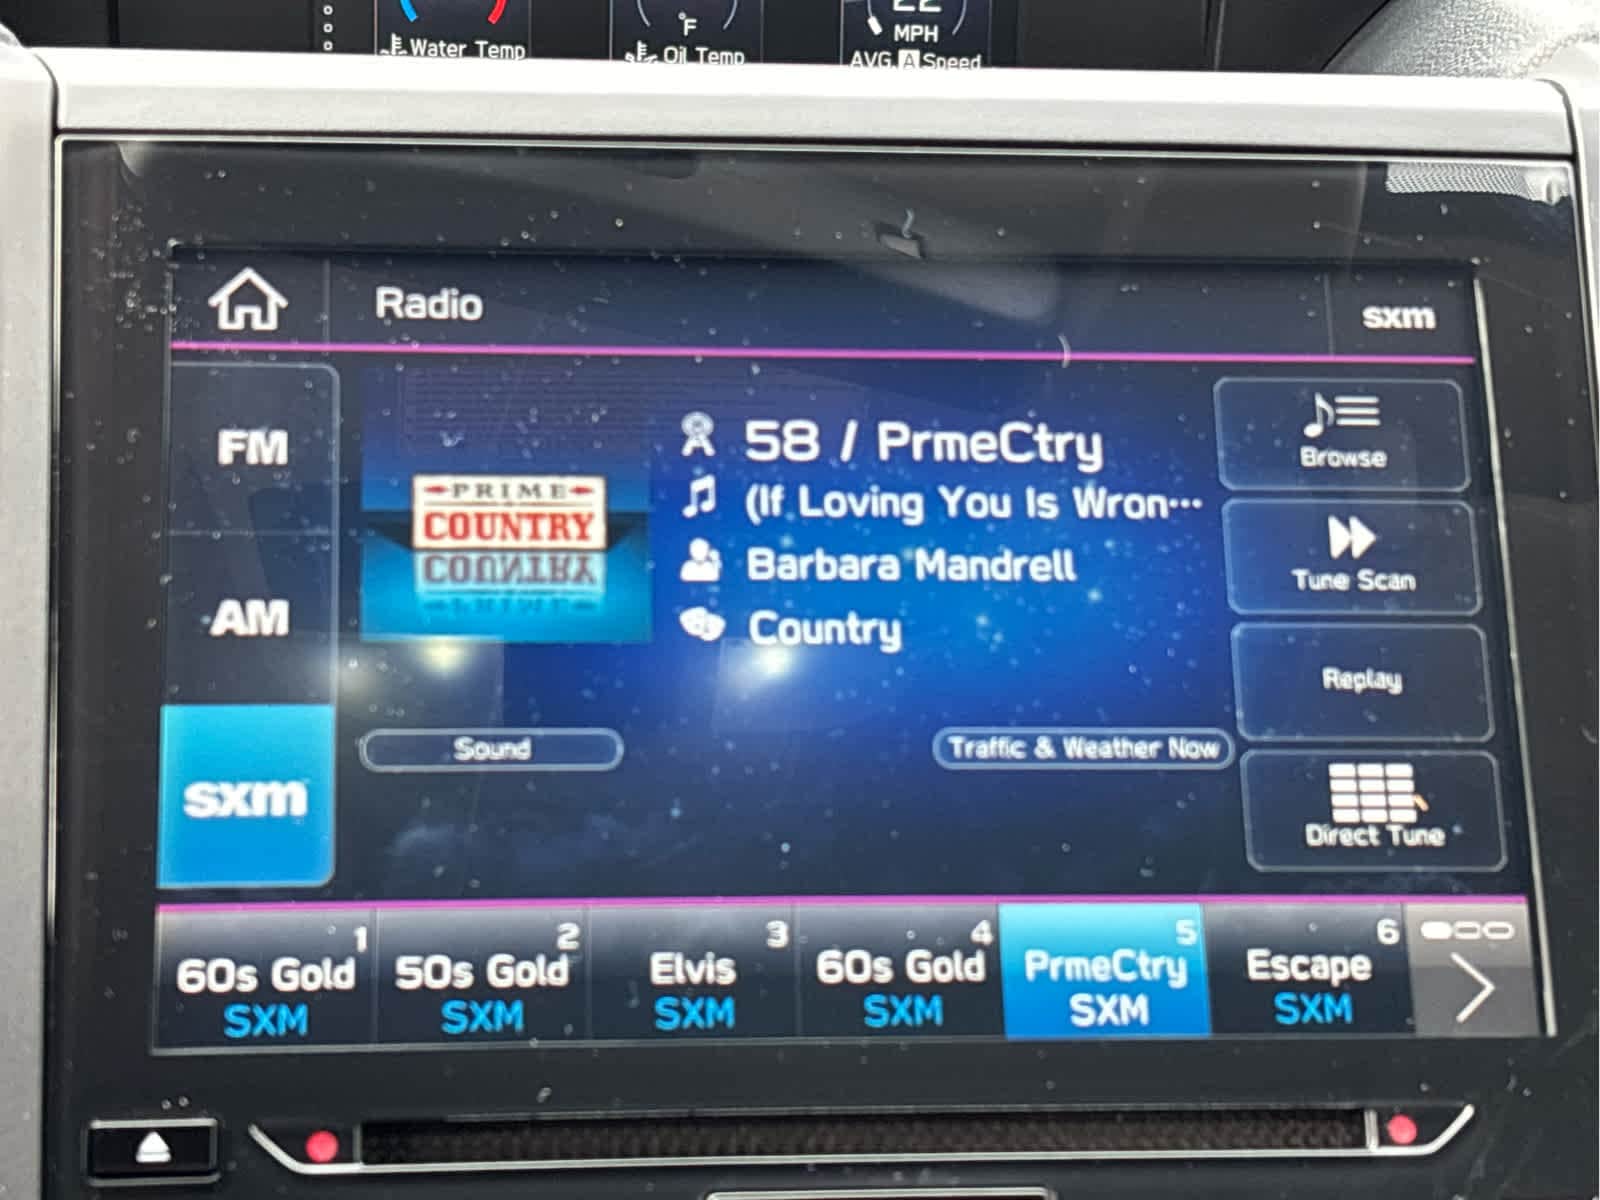 22
°F
MPH
Water Temp
Oil Temp
AVG. A Speed
Radio
sxm
FM
AM
sxm
PRIME
COUNTRY
58 / PrmeCtry
(If Loving You Is Wron...
Barbara Mandrell
Country
Browse
Tune Scan
Replay
Direct Tune
Sound
Traffic & Weather Now
1
60s Gold
SXM
2
50s Gold
SXM
3
Elvis
SXM
4
60s Gold
SXM
5
PrmeCtry
SXM
6
Escape
SXM